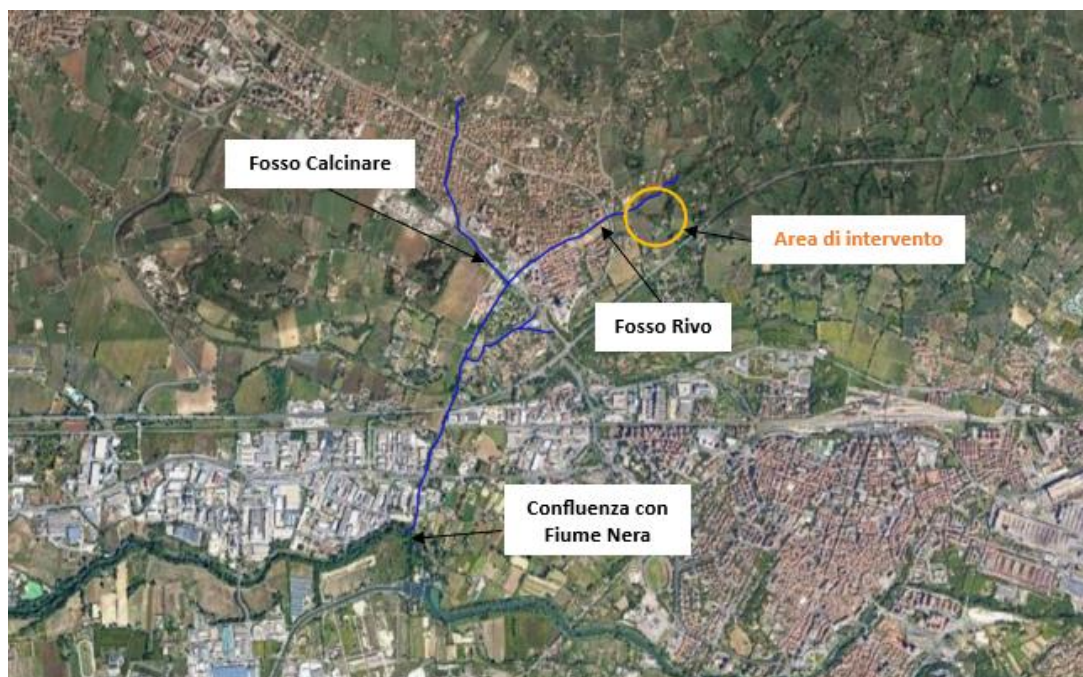 Fosso Calcinare
Area di intervento
Fosso Rivo
Confluenza con
Fiume Nera